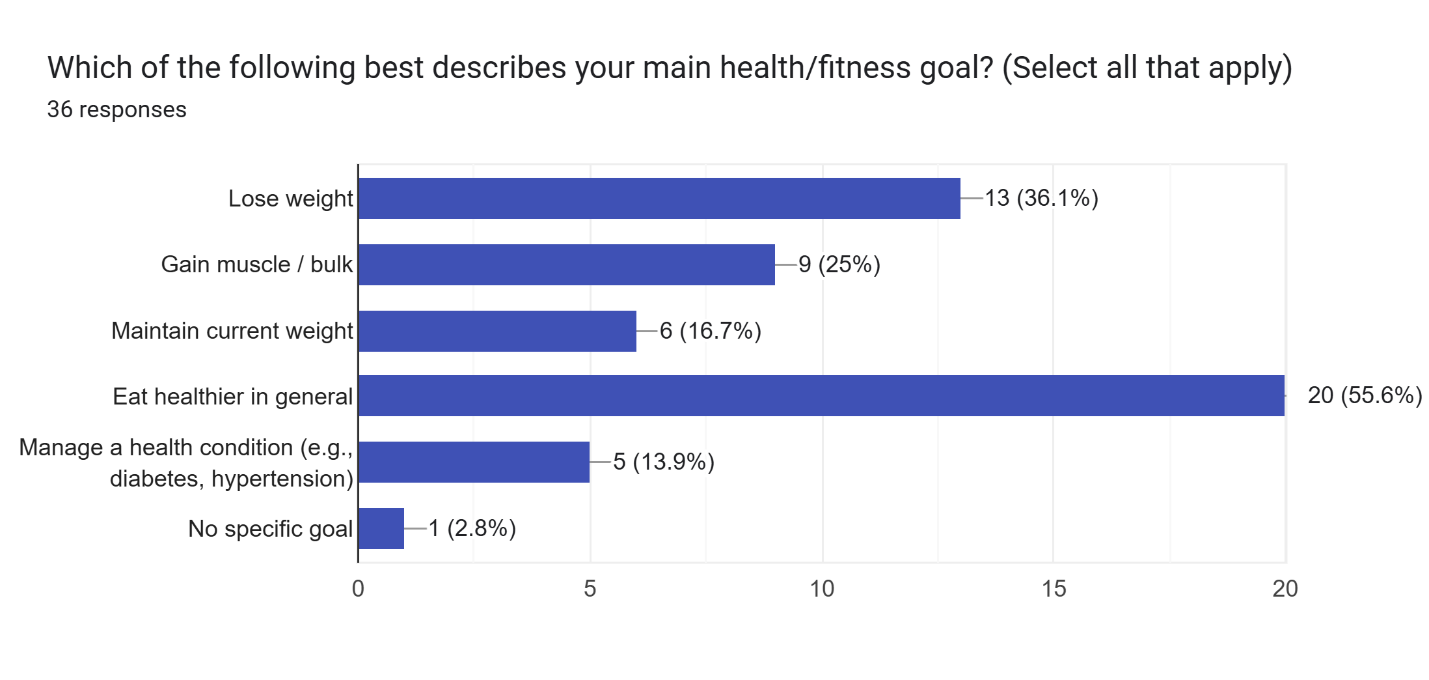 Which of the following best describes your main health/fitness goal? (Select all that apply)
36 responses
Lose weight
13 (36.1%)
Gain muscle / bulk
9 (25%)
Maintain current weight
6 (16.7%)
Eat healthier in general
20 (55.6%)
Manage a health condition (e.g.,
diabetes, hypertension)
5 (13.9%)
No specific goal
1 (2.8%)
0 5 10 15 20